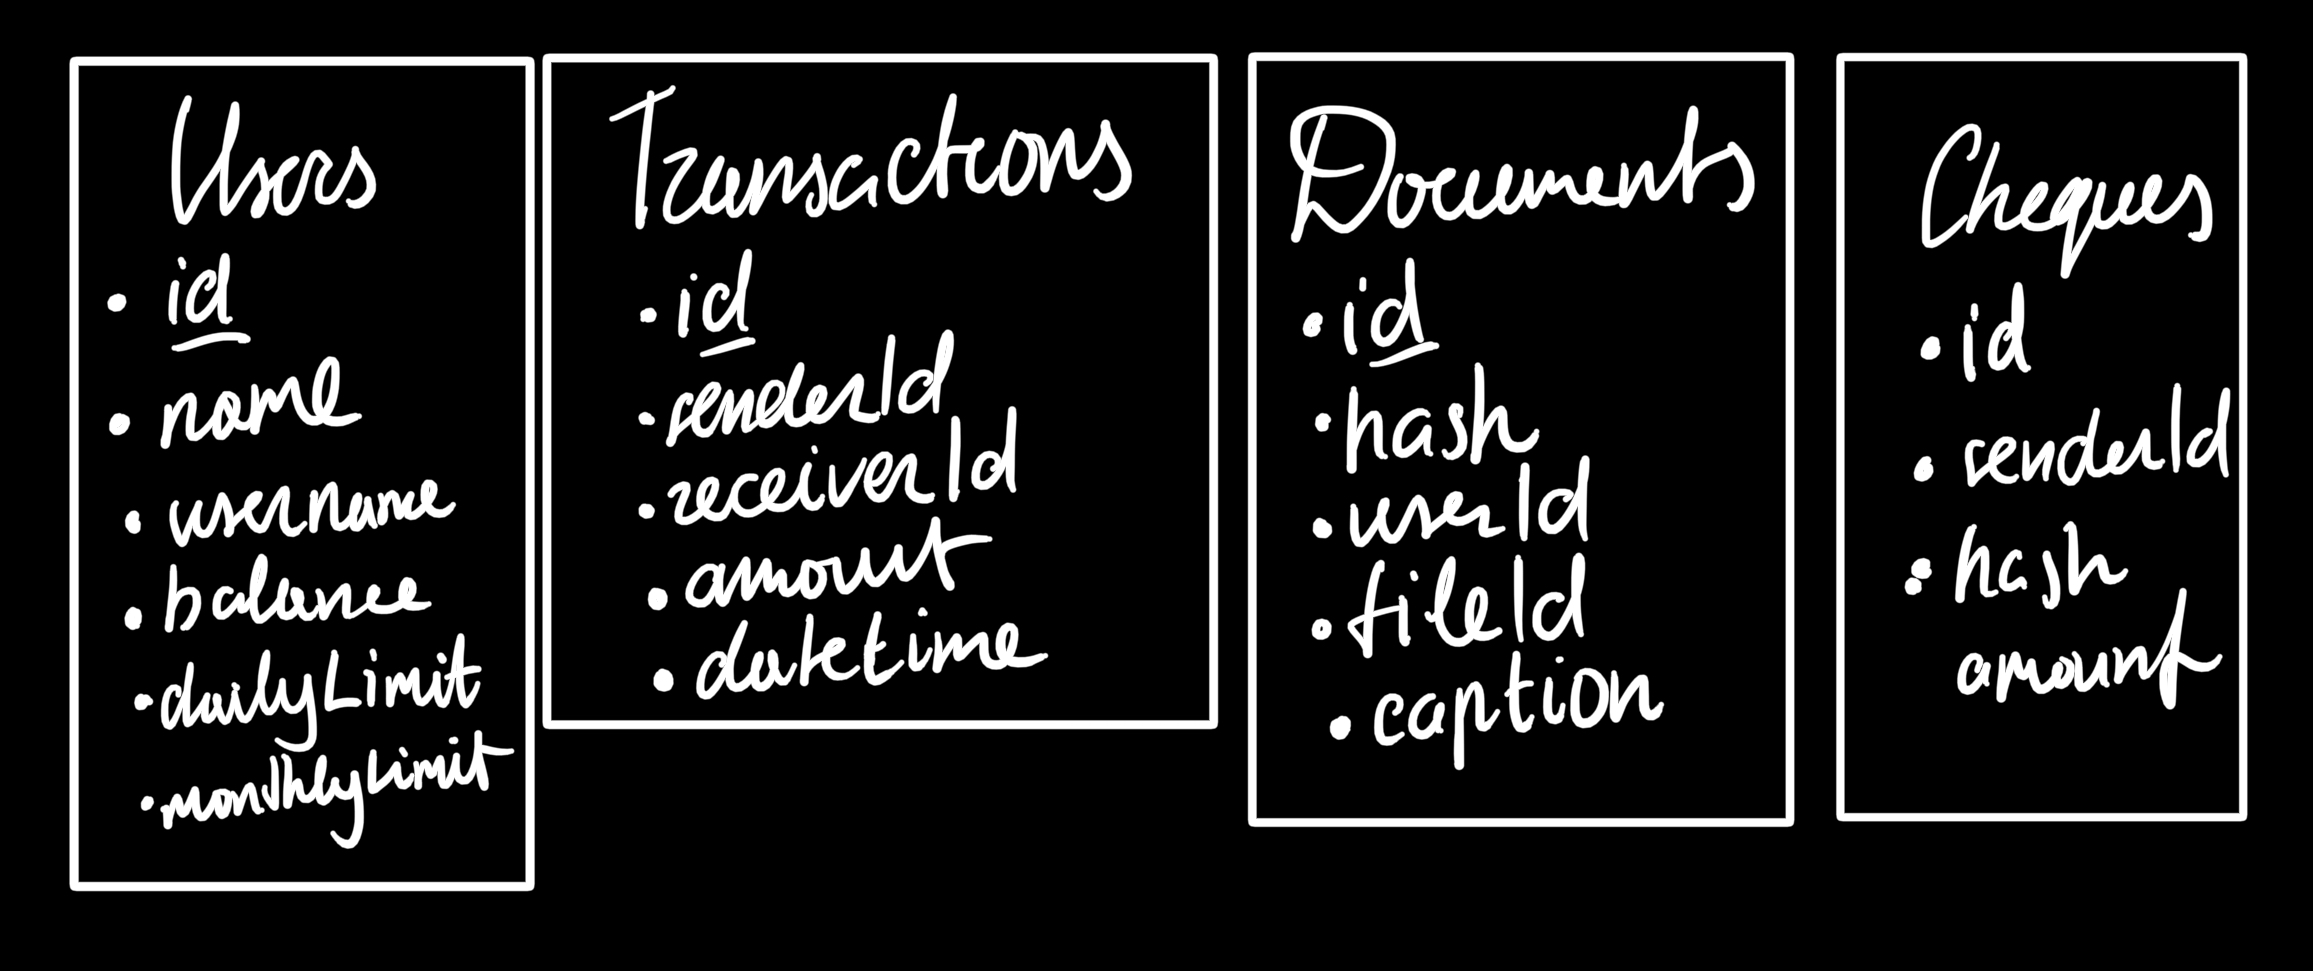 Users
• id
• name
• username
• balance
• dailyLimit
• monthlyLimit
Transactions
• id
• senderId
• receiverId
• amount
• datetime
Documents
• id
• hash
• userId
• fileId
• caption
Cheques
• id
• senderId
• hash
amount